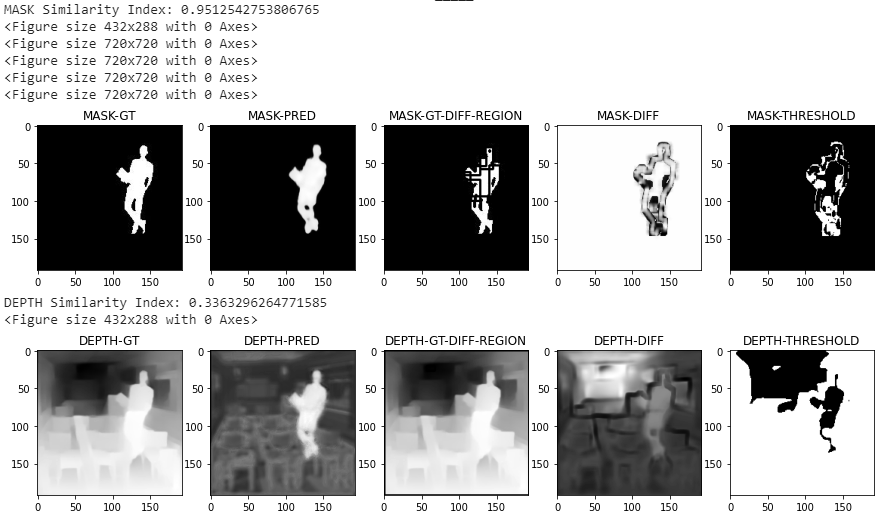 MASK Similarity Index: 0.9512542753806765
<Figure size 432x288 with 0 Axes>
<Figure size 720x720 with 0 Axes>
<Figure size 720x720 with 0 Axes>
<Figure size 720x720 with 0 Axes>
<Figure size 720x720 with 0 Axes>
MASK-GT MASK-PRED MASK-GT-DIFF-REGION MASK-DIFF MASK-THRESHOLD
0 0 0 0 0
50 50 50 50 50
100 100 100 100 100
150 150 150 150 150
0 50 100 150 0 50 100 150 0 50 100 150 0 50 100 150 0 50 100 150
DEPTH Similarity Index: 0.3363296264771585
<Figure size 432x288 with 0 Axes>
DEPTH-GT DEPTH-PRED DEPTH-GT-DIFF-REGION DEPTH-DIFF DEPTH-THRESHOLD
0 0 0 0 0
50 50 50 50 50
100 100 100 100 100
150 150 150 150 150
0 50 100 150 0 50 100 150 0 50 100 150 0 50 100 150 0 50 100 150